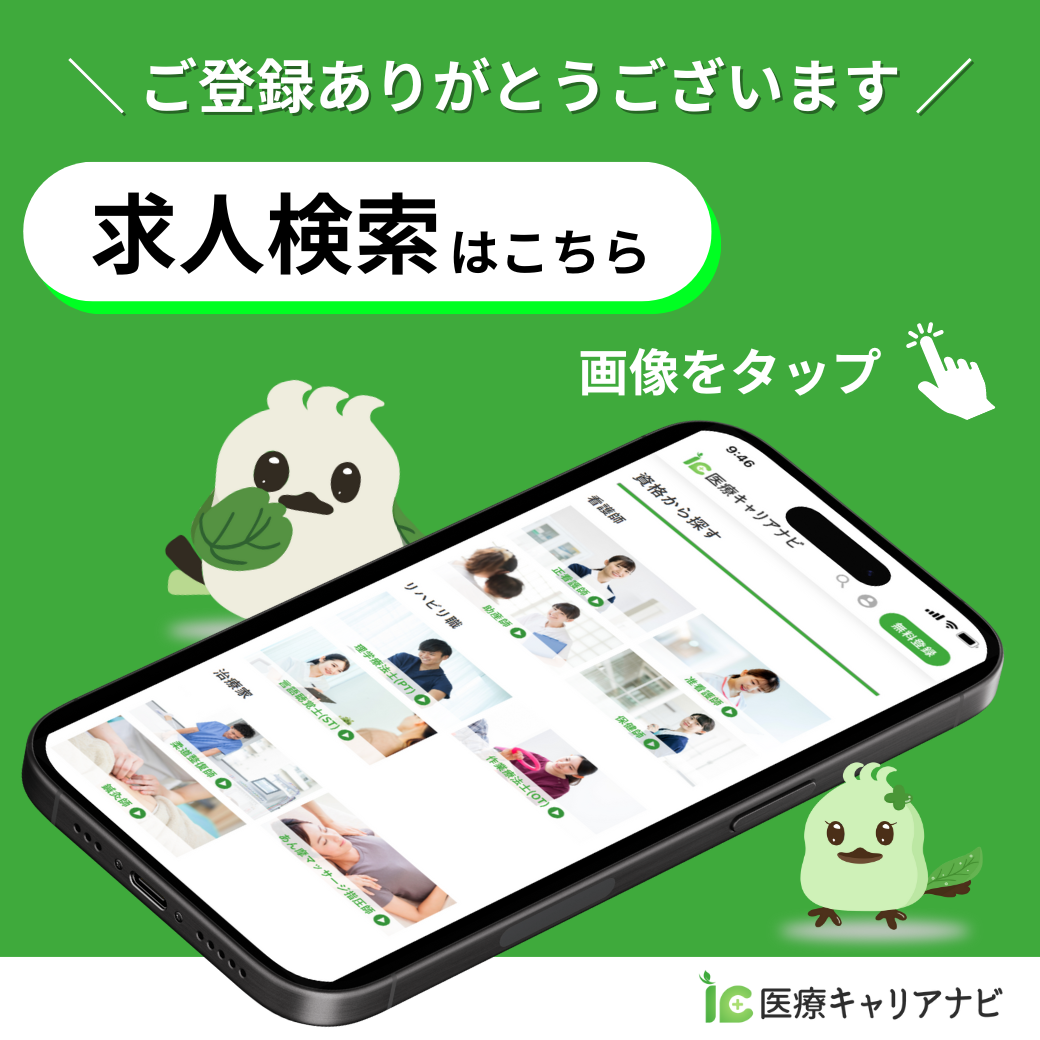 ご登録ありがとうございます
求人検索はこちら
画像をタップ
9:46
医療キャリアナビ
無料登録
資格から探す
看護師
正看護師
准看護師
助産師
保健師
リハビリ職
理学療法士(PT)
作業療法士(OT)
言語聴覚士(ST)
治療家
柔道整復師
あん摩マッサージ指圧師
鍼灸師
医療キャリアナビ